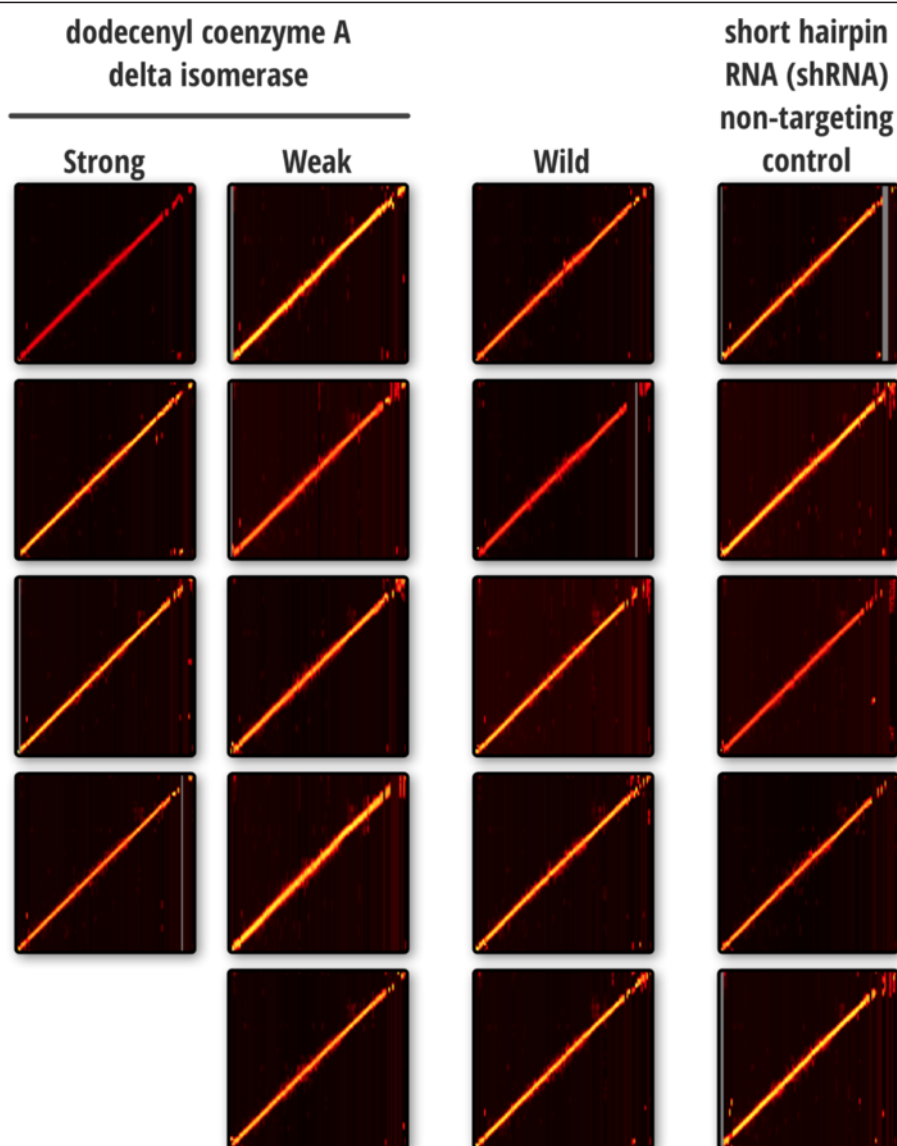 dodecenyl coenzyme A
delta isomerase
Strong
Weak
Wild
short hairpin
RNA (shRNA)
non-targeting
control